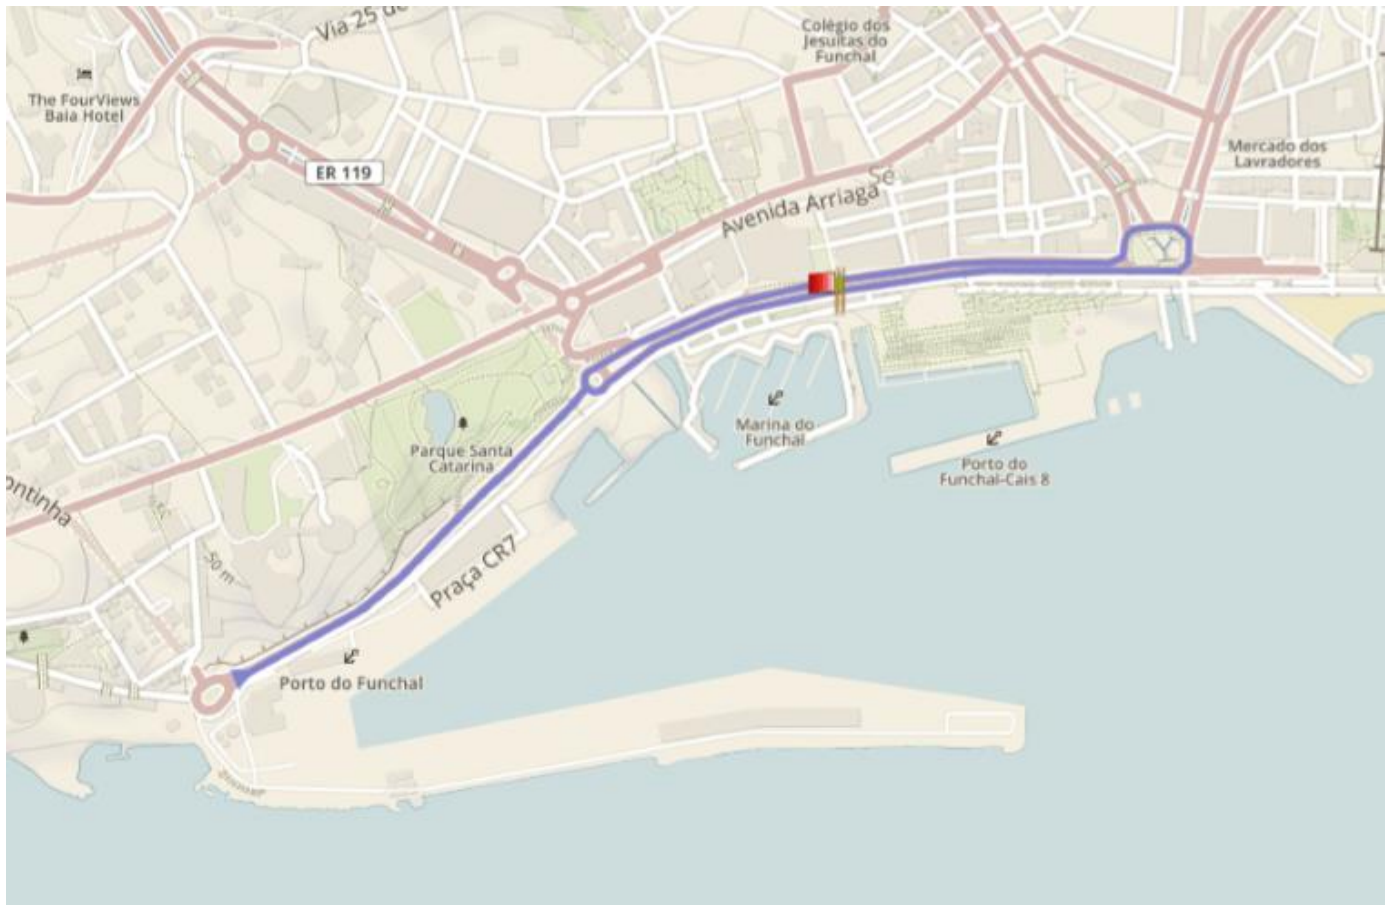 Via 25 de
Colégio dos
Jesuítas do
Funchal
The FourViews
Baia Hotel
Mercado dos
Lavradores
ER 119
Sé
Avenida Arriaga
Marina do
Funchal
Parque Santa
Catarina
Porto do
Funchal-Cais 8
ontinha
50 m
Praça CR7
Porto do Funchal